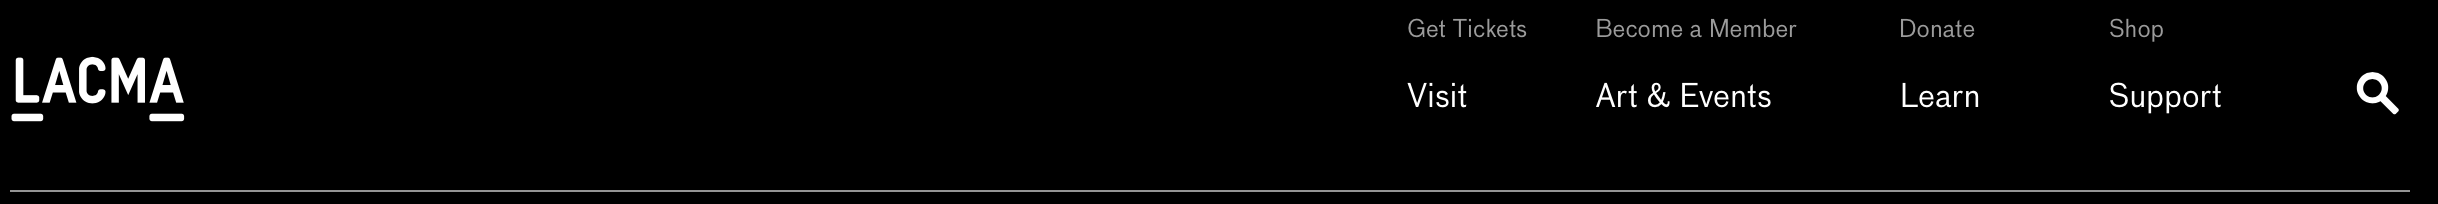 Get Tickets Become a Member Donate Shop
LACMA
Visit Art & Events Learn Support